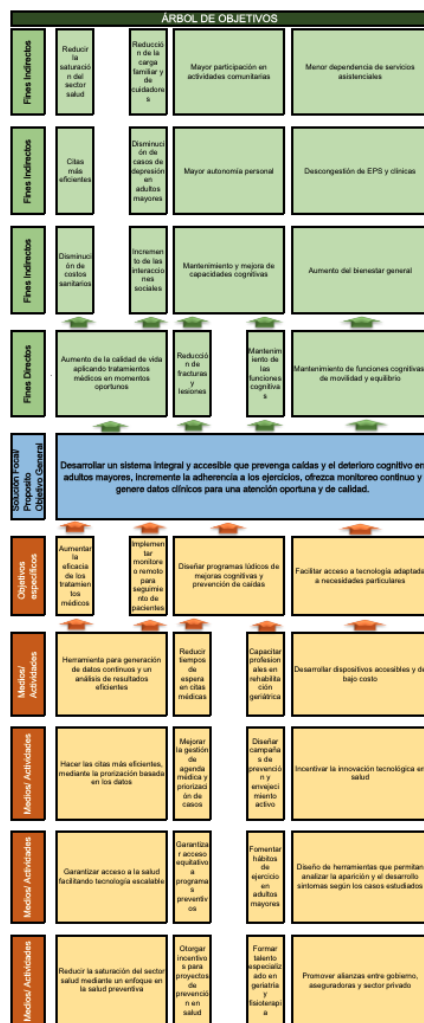 ÁRBOL DE OBJETIVOS
Fines Indirectos
Reducir
la
saturació
n del
sector
salud
Reducció
n de la
carga
familiar y
de
cuidadore
s
Mayor participación en
actividades comunitarias
Menor dependencia de servicios
asistenciales
Fines Indirectos
Citas
más
eficientes
Disminuci
ón de
casos de
depresión
en
adultos
mayores
Mayor autonomía personal
Descongestión de EPS y clínicas
Fines Indirectos
Disminuci
ón de
costos
sanitarios
Increme
nto de las
interaccio
nes
sociales
Mantenimiento y mejora de
capacidades cognitivas
Aumento del bienestar general
Fines Directos
Aumento de la calidad de vida
aplicando tratamientos
médicos en momentos
oportunos
Reducció
n de
fracturas
y
lesiones
Mantenim
iento de
las
funciones
cognitiva
s
Mantenimiento de funciones cognitivas
de movilidad y equilibrio
Solución Focal/
Proposito
Objetivo General
Desarrollar un sistema integral y accesible que prevenga caídas y el deterioro cognitivo en
adultos mayores, incremente la adherencia a los ejercicios, ofrezca monitoreo continuo y
genere datos clínicos para una atención oportuna y de calidad.
Objetivos
específicos
Aumentar
la
eficacia
de los
tratamien
tos
médicos
Implemen
tar
monitore
o remoto
para
seguimie
nto de
pacientes
Diseñar programas lúdicos de
mejoras cognitivas y
prevención de caídas
Facilitar acceso a tecnología adaptada
a necesidades particulares
Medios/
Actividades
Herramienta para generación
de datos continuos y un
análisis de resultados
eficientes
Reducir
tiempos
de
espera
en citas
médicas
Capacitar
profesion
ales en
rehabilita
ción
geriátrica
Desarrollar dispositivos accesibles y de
bajo costo
Medios/ Actividades
Hacer las citas más eficientes,
mediante la prorización basada
en los datos
Mejorar
la gestión
de
agenda
médica y
priorizaci
ón de
casos
Diseñar
campaña
s de
prevenció
n y
envejeci
miento
activo
Incentivar la innovación tecnológica en
salud
Medios/ Actividades
Garantizar acceso a la salud
facilitando tecnología escalable
Garantiza
r acceso
equitativo
a
programa
s
preventiv
os
Fomentar
hábitos
de
ejercicio
en
adultos
mayores
Diseño de herramientas que permitan
analizar la aparición y el desarrollo
sintomas según los casos estudiados
Medios/ Actividades
Reducir la saturación del sector
salud mediante un enfoque en
la salud preventiva
Otorgar
incentivo
s para
proyectos
de
prevenció
n en
salud
Formar
talento
especializ
ado en
geriatría
y
fisioterapi
a
Promover alianzas entre gobierno,
aseguradoras y sector privado